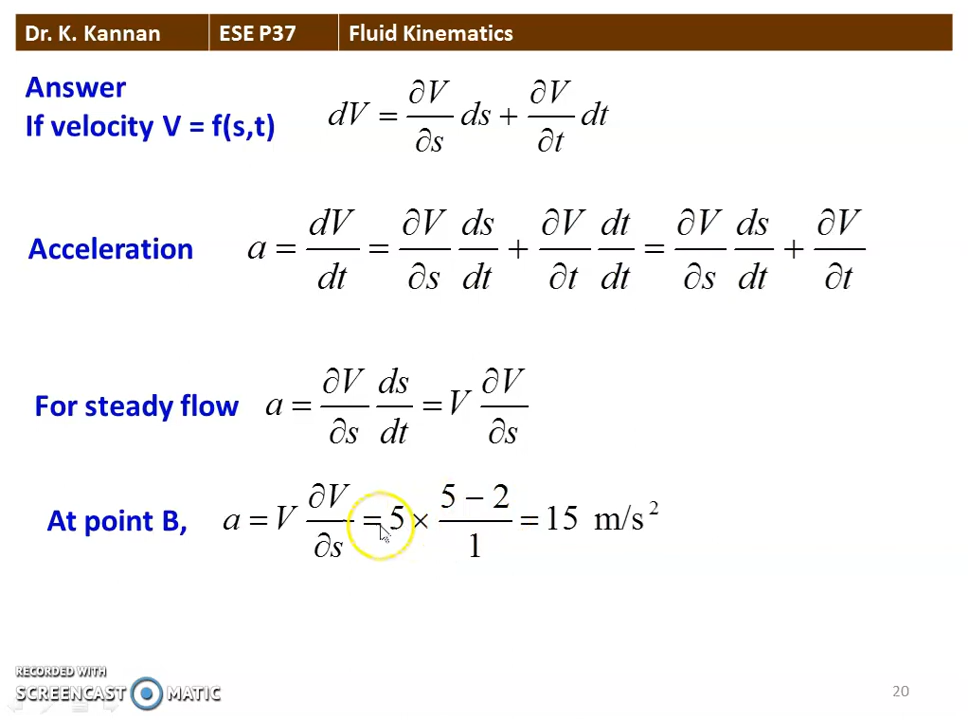 Dr. K. Kannan ESE P37 Fluid Kinematics
Answer
If velocity V = f(s,t) dV = ∂V/∂s ds + ∂V/∂t dt
Acceleration a = dV/dt = ∂V/∂s ds/dt + ∂V/∂t dt/dt = ∂V/∂s ds/dt + ∂V/∂t
For steady flow a = ∂V/∂s ds/dt = V ∂V/∂s
At point B, a = V ∂V/∂s = 5 × (5 − 2)/1 = 15 m/s²
RECORDED WITH
SCREENCAST MATIC
20